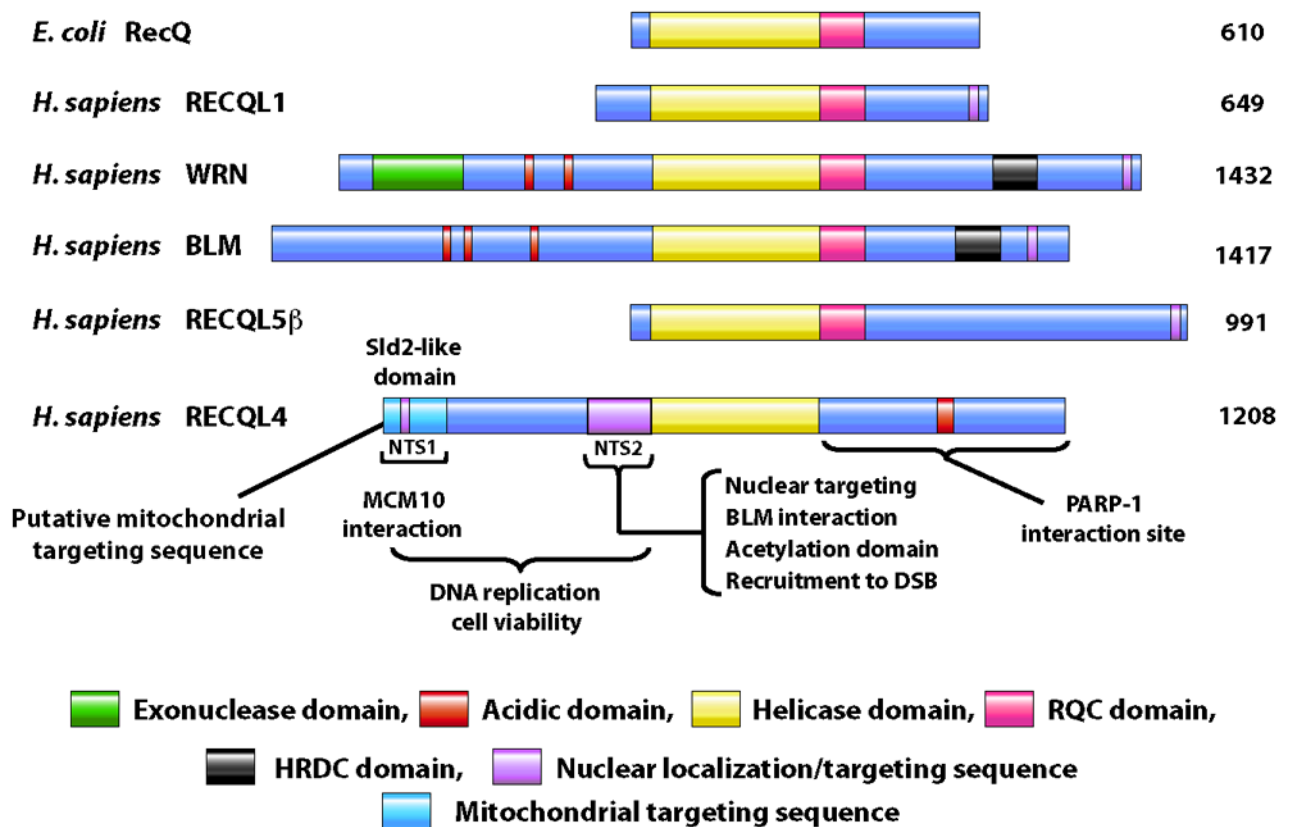 E. coli RecQ 610
H. sapiens RECQL1 649
H. sapiens WRN 1432
H. sapiens BLM 1417
H. sapiens RECQL5β 991
Sld2-like
domain
H. sapiens RECQL4 1208
NTS1 NTS2
Putative mitochondrial
targeting sequence
MCM10
interaction
DNA replication
cell viability
Nuclear targeting
BLM interaction
Acetylation domain
Recruitment to DSB
PARP-1
interaction site
Exonuclease domain, Acidic domain, Helicase domain, RQC domain,
HRDC domain, Nuclear localization/targeting sequence
Mitochondrial targeting sequence